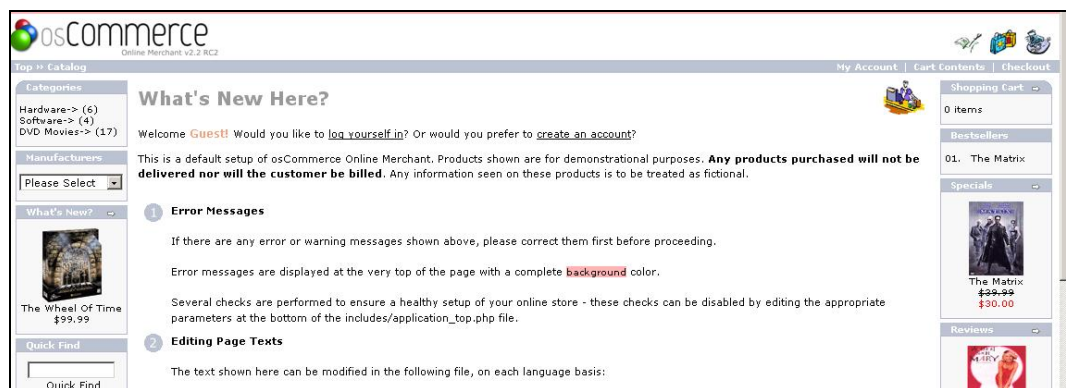 osCommerce
Online Merchant v2.2 RC2
Top » Catalog
My Account | Cart Contents | Checkout
Categories
Hardware-> (6)
Software-> (4)
DVD Movies-> (17)
Manufacturers
Please Select
What's New?
The Wheel Of Time
$99.99
Quick Find
Quick Find
What's New Here?
Welcome Guest! Would you like to log yourself in? Or would you prefer to create an account?
This is a default setup of osCommerce Online Merchant. Products shown are for demonstrational purposes. Any products purchased will not be
delivered nor will the customer be billed. Any information seen on these products is to be treated as fictional.
1 Error Messages
If there are any error or warning messages shown above, please correct them first before proceeding.
Error messages are displayed at the very top of the page with a complete background color.
Several checks are performed to ensure a healthy setup of your online store - these checks can be disabled by editing the appropriate
parameters at the bottom of the includes/application_top.php file.
2 Editing Page Texts
The text shown here can be modified in the following file, on each language basis:
Shopping Cart
0 items
Bestsellers
01. The Matrix
Specials
The Matrix
$39.99
$30.00
Reviews
MARY